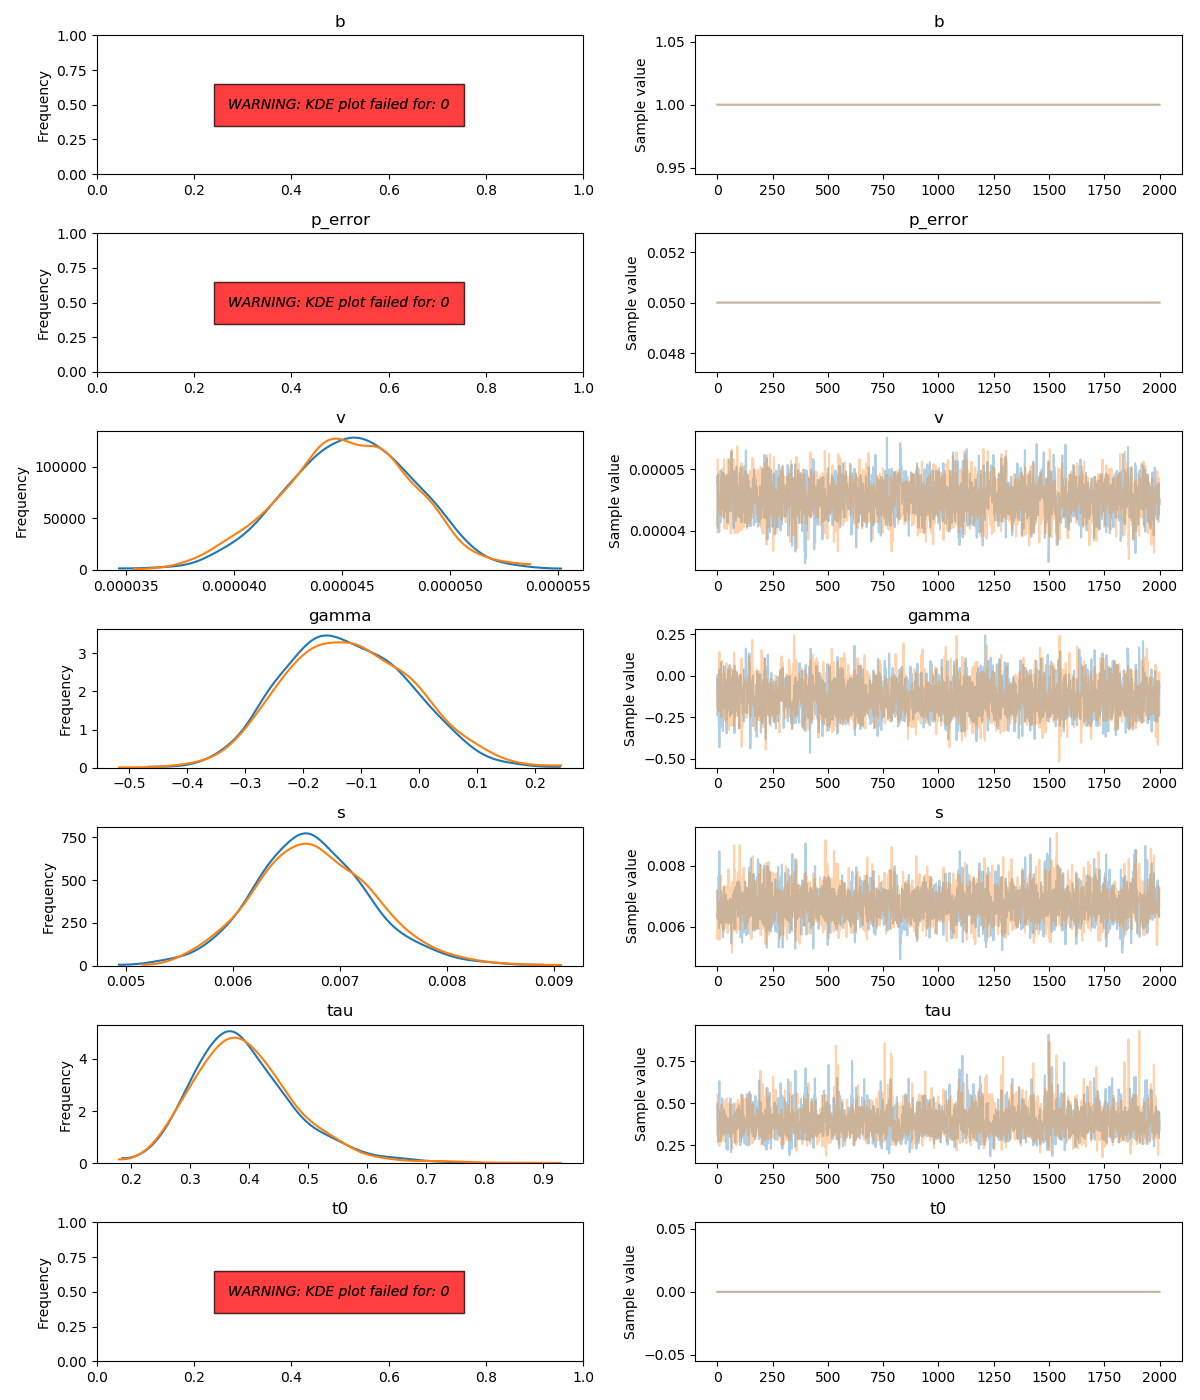 b
1.00
0.75
0.50
0.25
0.00
Frequency
WARNING: KDE plot failed for: 0
0.0 0.2 0.4 0.6 0.8 1.0
b
1.05
1.00
0.95
Sample value
0 250 500 750 1000 1250 1500 1750 2000
p_error
1.00
0.75
0.50
0.25
0.00
Frequency
WARNING: KDE plot failed for: 0
0.0 0.2 0.4 0.6 0.8 1.0
p_error
0.052
0.050
0.048
Sample value
0 250 500 750 1000 1250 1500 1750 2000
v
100000
50000
0
Frequency
0.000035 0.000040 0.000045 0.000050 0.000055
v
0.00005
0.00004
Sample value
0 250 500 750 1000 1250 1500 1750 2000
gamma
3
2
1
0
Frequency
−0.5 −0.4 −0.3 −0.2 −0.1 0.0 0.1 0.2
gamma
0.25
0.00
−0.25
−0.50
Sample value
0 250 500 750 1000 1250 1500 1750 2000
s
750
500
250
0
Frequency
0.005 0.006 0.007 0.008 0.009
s
0.008
0.006
Sample value
0 250 500 750 1000 1250 1500 1750 2000
tau
4
2
0
Frequency
0.2 0.3 0.4 0.5 0.6 0.7 0.8 0.9
tau
0.75
0.50
0.25
Sample value
0 250 500 750 1000 1250 1500 1750 2000
t0
1.00
0.75
0.50
0.25
0.00
Frequency
WARNING: KDE plot failed for: 0
0.0 0.2 0.4 0.6 0.8 1.0
t0
0.05
0.00
−0.05
Sample value
0 250 500 750 1000 1250 1500 1750 2000